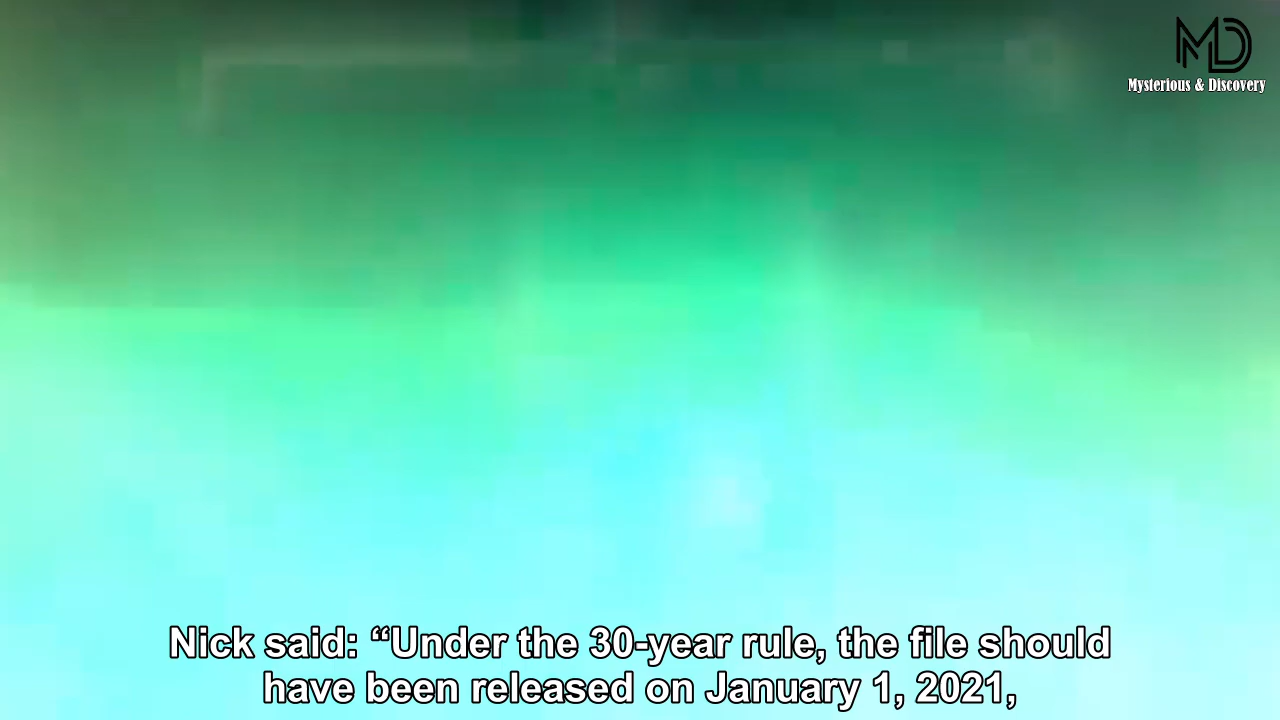 MD
Mysterious & Discovery
Nick said: “Under the 30-year rule, the file should
have been released on January 1, 2021,